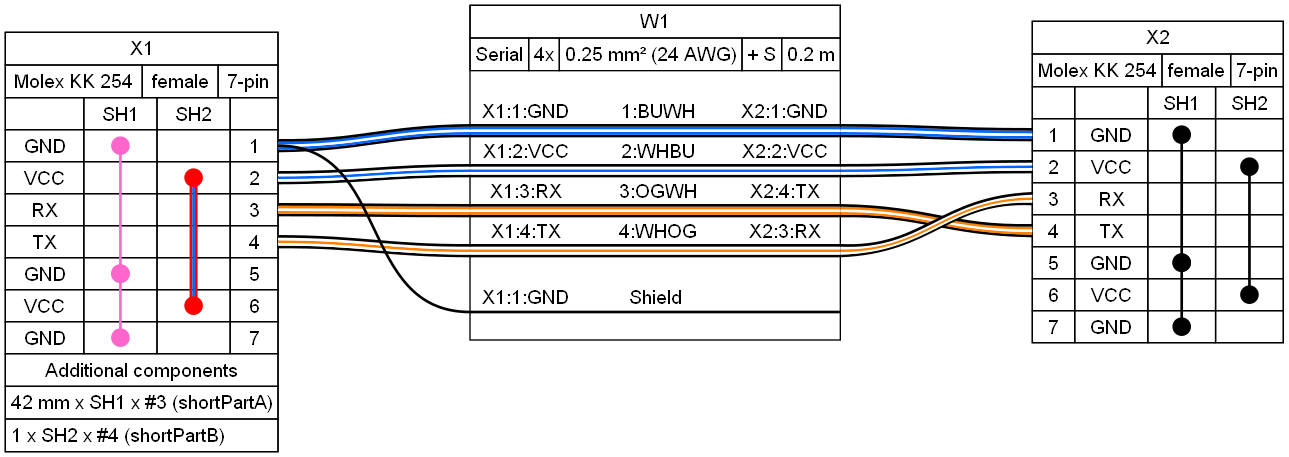 X1
Molex KK 254 female 7-pin
SH1 SH2
GND 1
VCC 2
RX 3
TX 4
GND 5
VCC 6
GND 7
Additional components
42 mm x SH1 x #3 (shortPartA)
1 x SH2 x #4 (shortPartB)
W1
Serial 4x 0.25 mm² (24 AWG) + S 0.2 m
X1:1:GND 1:BUWH X2:1:GND
X1:2:VCC 2:WHBU X2:2:VCC
X1:3:RX 3:OGWH X2:4:TX
X1:4:TX 4:WHOG X2:3:RX
X1:1:GND Shield
X2
Molex KK 254 female 7-pin
SH1 SH2
1 GND
2 VCC
3 RX
4 TX
5 GND
6 VCC
7 GND